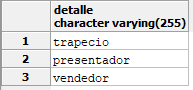 detalle
character varying(255)
1 trapecio
2 presentador
3 vendedor